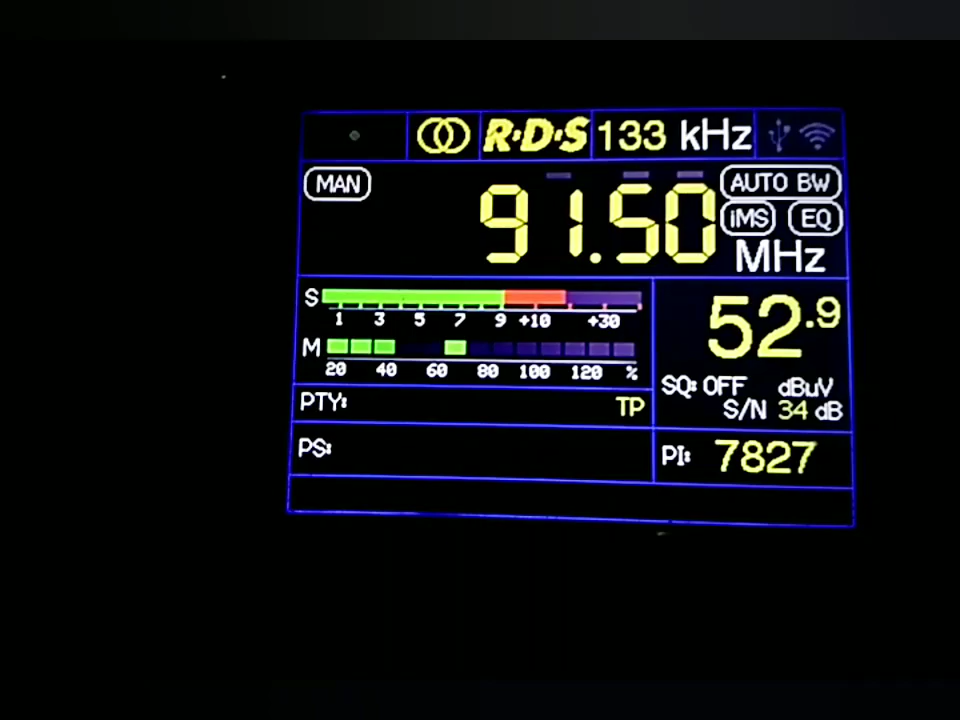 R·D·S 133 kHz
MAN AUTO BW
91.50 iMS EQ
MHz
S 1 3 5 7 9 +10 +30
52.9
M 20 40 60 80 100 120 %
SQ: OFF dBuV
PTY: TP S/N 34 dB
PS: PI: 7827